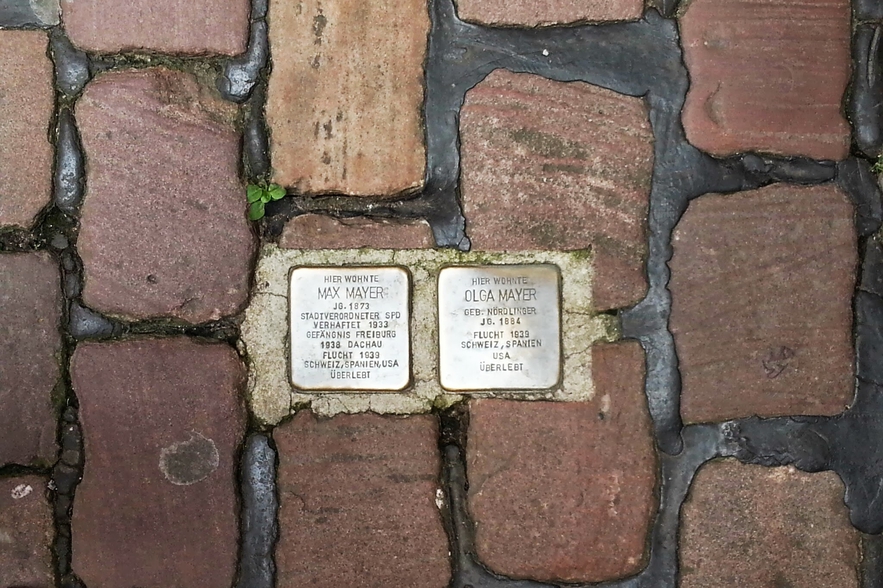 HIER WOHNTE
MAX MAYER
JG. 1873
STADTVERORDNETER SPD
VERHAFTET 1933
GEFÄNGNIS FREIBURG
1938 DACHAU
FLUCHT 1939
SCHWEIZ, SPANIEN, USA
ÜBERLEBT
HIER WOHNTE
OLGA MAYER
GEB. NÖRDLINGER
JG. 1884
FLUCHT 1939
SCHWEIZ, SPANIEN
USA
ÜBERLEBT